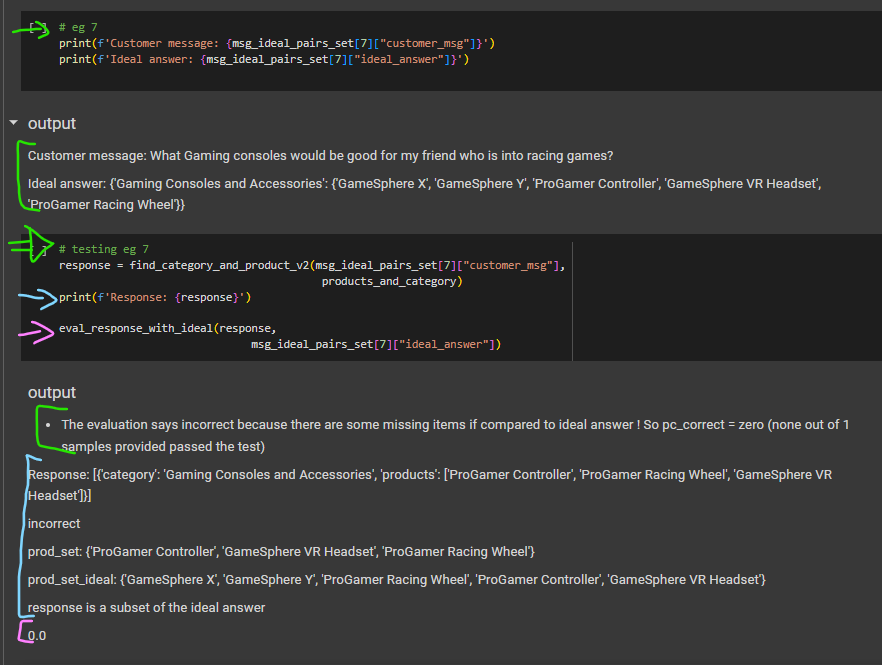 [ ] # eg 7
print(f'Customer message: {msg_ideal_pairs_set[7]["customer_msg"]}')
print(f'Ideal answer: {msg_ideal_pairs_set[7]["ideal_answer"]}')
output
Customer message: What Gaming consoles would be good for my friend who is into racing games?
Ideal answer: {'Gaming Consoles and Accessories': {'GameSphere X', 'GameSphere Y', 'ProGamer Controller', 'GameSphere VR Headset',
'ProGamer Racing Wheel'}}
[ ] # testing eg 7
response = find_category_and_product_v2(msg_ideal_pairs_set[7]["customer_msg"],
products_and_category)
print(f'Response: {response}')
eval_response_with_ideal(response,
msg_ideal_pairs_set[7]["ideal_answer"])
output
• The evaluation says incorrect because there are some missing items if compared to ideal answer ! So pc_correct = zero (none out of 1
samples provided passed the test)
Response: [{'category': 'Gaming Consoles and Accessories', 'products': ['ProGamer Controller', 'ProGamer Racing Wheel', 'GameSphere VR
Headset']}]
incorrect
prod_set: {'ProGamer Controller', 'GameSphere VR Headset', 'ProGamer Racing Wheel'}
prod_set_ideal: {'GameSphere X', 'GameSphere Y', 'ProGamer Racing Wheel', 'ProGamer Controller', 'GameSphere VR Headset'}
response is a subset of the ideal answer
0.0